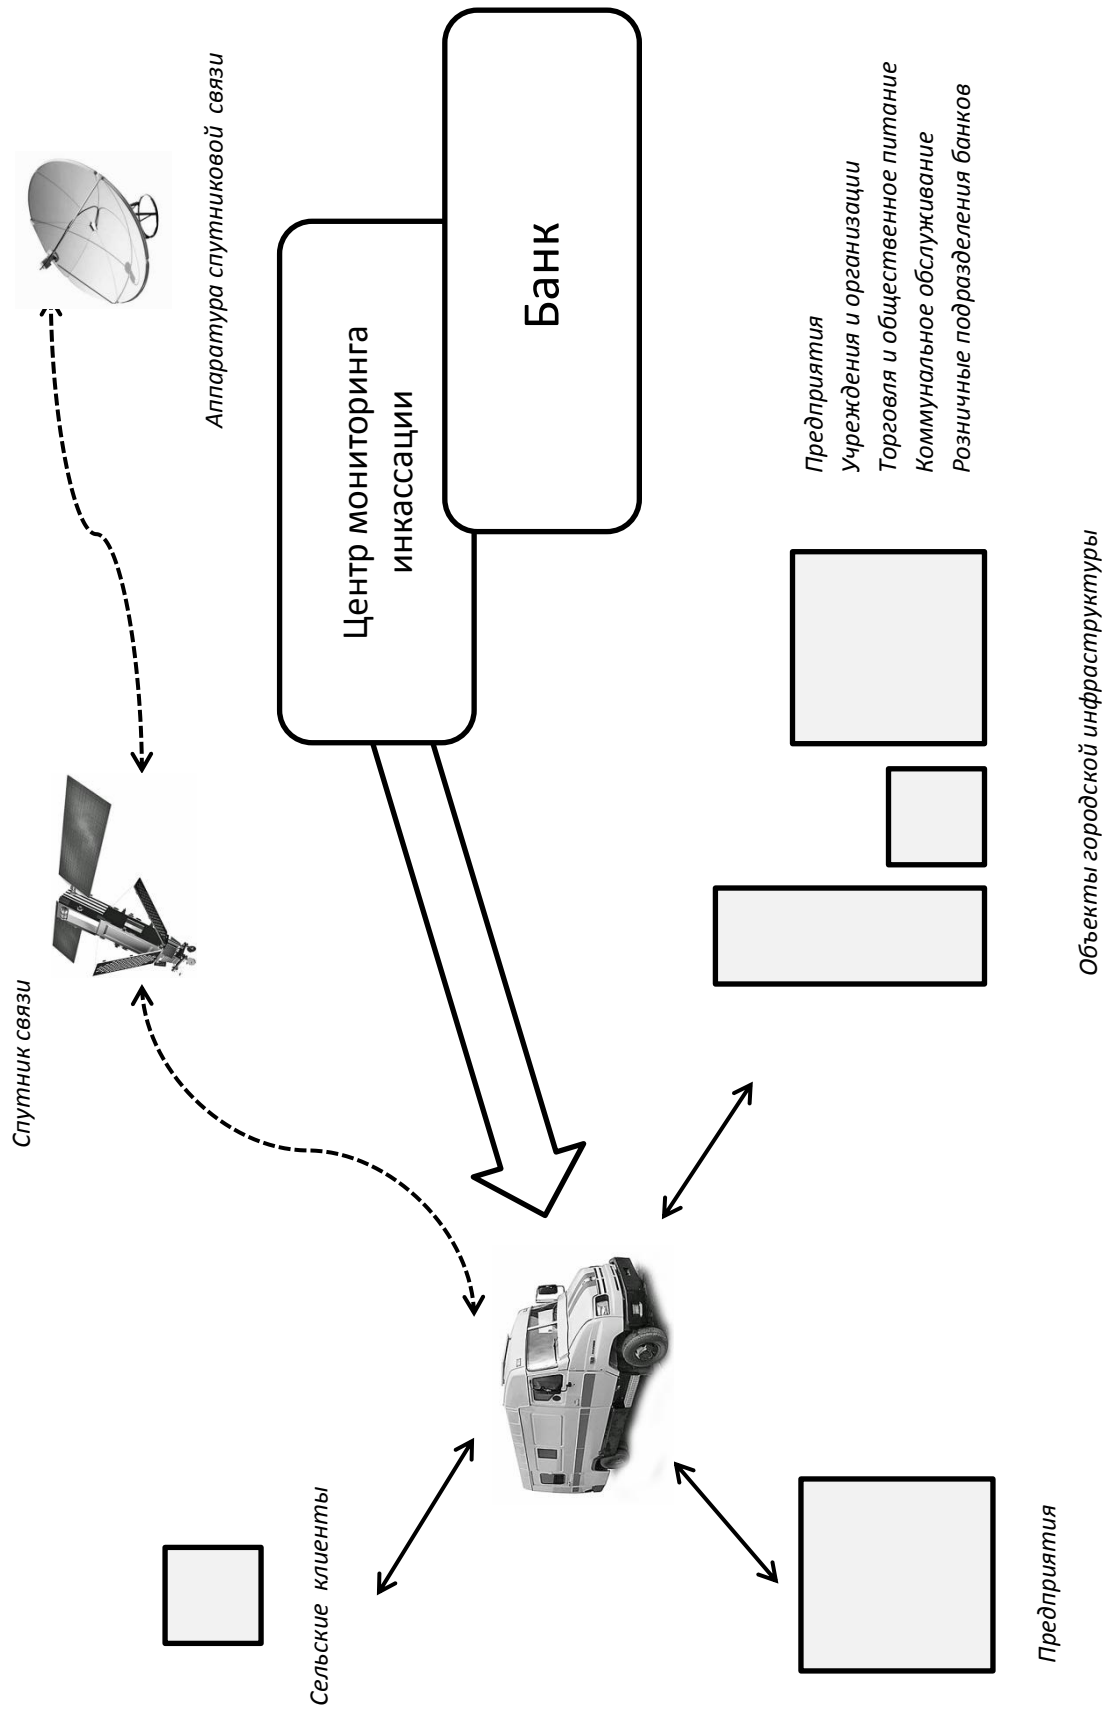 Спутник связи
Аппаратура спутниковой связи
Сельские клиенты
Центр мониторинга
инкассации
Банк
Предприятия
Учреждения и организации
Торговля и общественное питание
Коммунальное обслуживание
Розничные подразделения банков
Предприятия
Объекты городской инфраструктуры